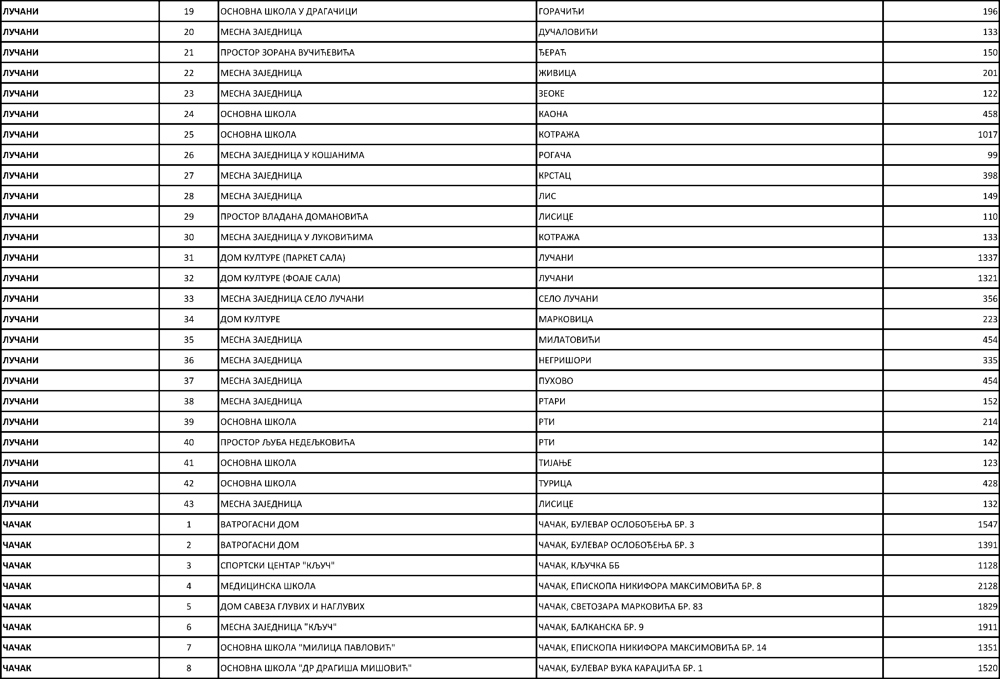 ЛУЧАНИ 19 ОСНОВНА ШКОЛА У ДРАГАЧИЦИ ГОРАЧИЋИ 196
ЛУЧАНИ 20 МЕСНА ЗАЈЕДНИЦА ДУЧАЛОВИЋИ 133
ЛУЧАНИ 21 ПРОСТОР ЗОРАНА ВУЧИЋЕВИЋА ЂЕРАЋ 150
ЛУЧАНИ 22 МЕСНА ЗАЈЕДНИЦА ЖИВИЦА 201
ЛУЧАНИ 23 МЕСНА ЗАЈЕДНИЦА ЗЕОКЕ 122
ЛУЧАНИ 24 ОСНОВНА ШКОЛА КАОНА 458
ЛУЧАНИ 25 ОСНОВНА ШКОЛА КОТРАЖА 1017
ЛУЧАНИ 26 МЕСНА ЗАЈЕДНИЦА У КОШАНИМА РОГАЧА 99
ЛУЧАНИ 27 МЕСНА ЗАЈЕДНИЦА КРСТАЦ 398
ЛУЧАНИ 28 МЕСНА ЗАЈЕДНИЦА ЛИС 149
ЛУЧАНИ 29 ПРОСТОР ВЛАДАНА ДОМАНОВИЋА ЛИСИЦЕ 110
ЛУЧАНИ 30 МЕСНА ЗАЈЕДНИЦА У ЛУКОВИЋИМА КОТРАЖА 133
ЛУЧАНИ 31 ДОМ КУЛТУРЕ (ПАРКЕТ САЛА) ЛУЧАНИ 1337
ЛУЧАНИ 32 ДОМ КУЛТУРЕ (ФОАЈЕ САЛА) ЛУЧАНИ 1321
ЛУЧАНИ 33 МЕСНА ЗАЈЕДНИЦА СЕЛО ЛУЧАНИ СЕЛО ЛУЧАНИ 356
ЛУЧАНИ 34 ДОМ КУЛТУРЕ МАРКОВИЦА 223
ЛУЧАНИ 35 МЕСНА ЗАЈЕДНИЦА МИЛАТОВИЋИ 454
ЛУЧАНИ 36 МЕСНА ЗАЈЕДНИЦА НЕГРИШОРИ 335
ЛУЧАНИ 37 МЕСНА ЗАЈЕДНИЦА ПУХОВО 454
ЛУЧАНИ 38 МЕСНА ЗАЈЕДНИЦА РТАРИ 152
ЛУЧАНИ 39 ОСНОВНА ШКОЛА РТИ 214
ЛУЧАНИ 40 ПРОСТОР ЉУБА НЕДЕЉКОВИЋА РТИ 142
ЛУЧАНИ 41 ОСНОВНА ШКОЛА ТИЈАЊЕ 123
ЛУЧАНИ 42 ОСНОВНА ШКОЛА ТУРИЦА 428
ЛУЧАНИ 43 МЕСНА ЗАЈЕДНИЦА ЛИСИЦЕ 132
ЧАЧАК 1 ВАТРОГАСНИ ДОМ ЧАЧАК, БУЛЕВАР ОСЛОБОЂЕЊА БР. 3 1547
ЧАЧАК 2 ВАТРОГАСНИ ДОМ ЧАЧАК, БУЛЕВАР ОСЛОБОЂЕЊА БР. 3 1391
ЧАЧАК 3 СПОРТСКИ ЦЕНТАР "КЉУЧ" ЧАЧАК, КЉУЧКА ББ 1128
ЧАЧАК 4 МЕДИЦИНСКА ШКОЛА ЧАЧАК, ЕПИСКОПА НИКИФОРА МАКСИМОВИЋА БР. 8 2128
ЧАЧАК 5 ДОМ САВЕЗА ГЛУВИХ И НАГЛУВИХ ЧАЧАК, СВЕТОЗАРА МАРКОВИЋА БР. 83 1829
ЧАЧАК 6 МЕСНА ЗАЈЕДНИЦА "КЉУЧ" ЧАЧАК, БАЛКАНСКА БР. 9 1911
ЧАЧАК 7 ОСНОВНА ШКОЛА "МИЛИЦА ПАВЛОВИЋ" ЧАЧАК, ЕПИСКОПА НИКИФОРА МАКСИМОВИЋА БР. 14 1351
ЧАЧАК 8 ОСНОВНА ШКОЛА "ДР ДРАГИША МИШОВИЋ" ЧАЧАК, БУЛЕВАР ВУКА КАРАЏИЋА БР. 1 1520